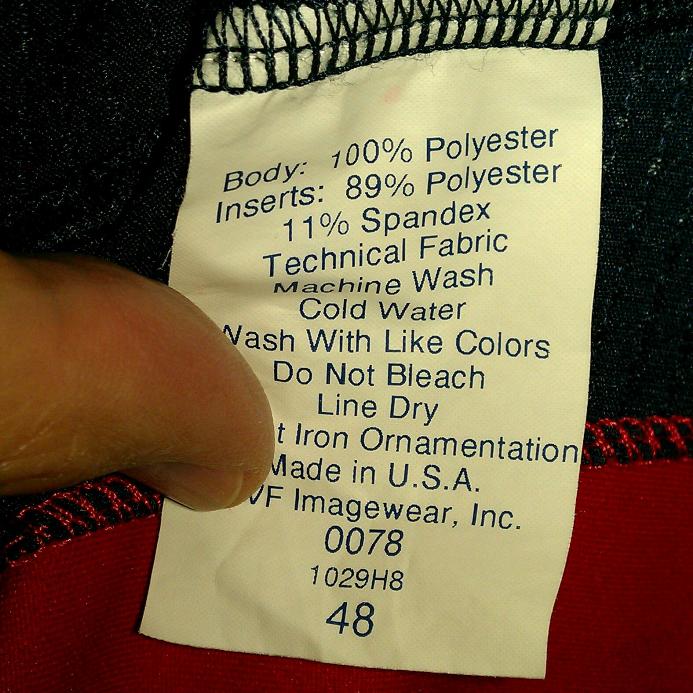 Body: 100% Polyester
Inserts: 89% Polyester
11% Spandex
Technical Fabric
Machine Wash
Cold Water
Wash With Like Colors
Do Not Bleach
Line Dry
t Iron Ornamentation
Made in U.S.A.
VF Imagewear, Inc.
0078
1029H8
48